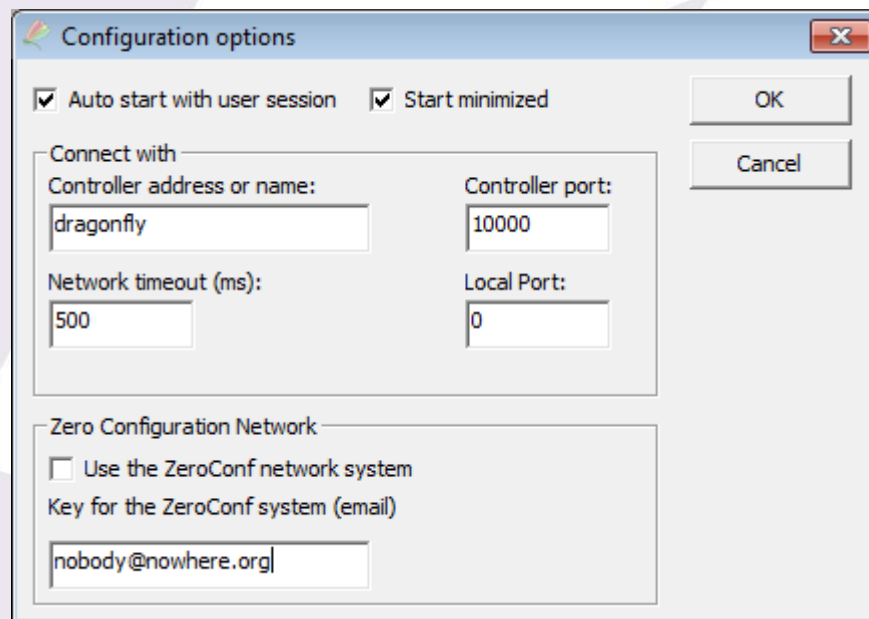 Configuration options
Auto start with user session
Start minimized
OK
Cancel
Connect with
Controller address or name:
Controller port:
dragonfly
10000
Network timeout (ms):
Local Port:
500
0
Zero Configuration Network
Use the ZeroConf network system
Key for the ZeroConf system (email)
nobody@nowhere.org